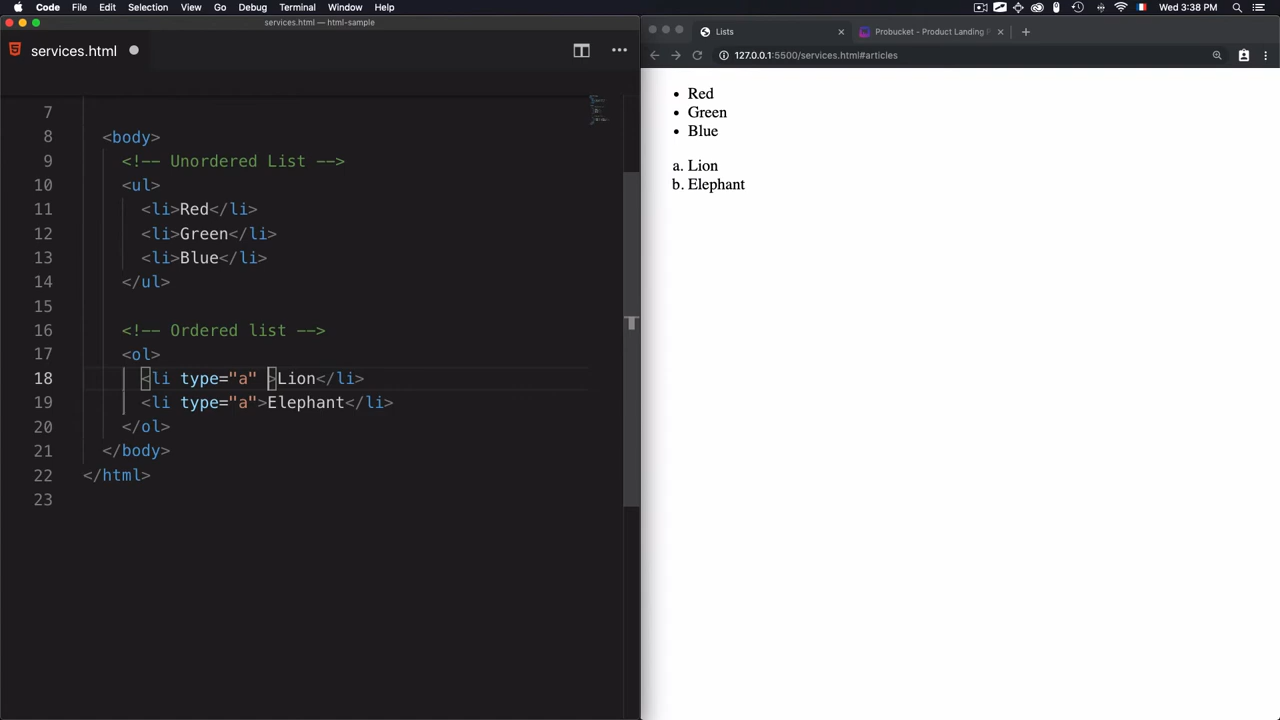 Code File Edit Selection View Go Debug Terminal Window Help
Wed 3:38 PM
services.html — html-sample
services.html
7
8 <body>
9 <!-- Unordered List -->
10 <ul>
11 <li>Red</li>
12 <li>Green</li>
13 <li>Blue</li>
14 </ul>
15
16 <!-- Ordered list -->
17 <ol>
18 <li type="a" >Lion</li>
19 <li type="a">Elephant</li>
20 </ol>
21 </body>
22 </html>
23
Lists
Probucket - Product Landing P
127.0.0.1:5500/services.html#articles
• Red
• Green
• Blue
a. Lion
b. Elephant